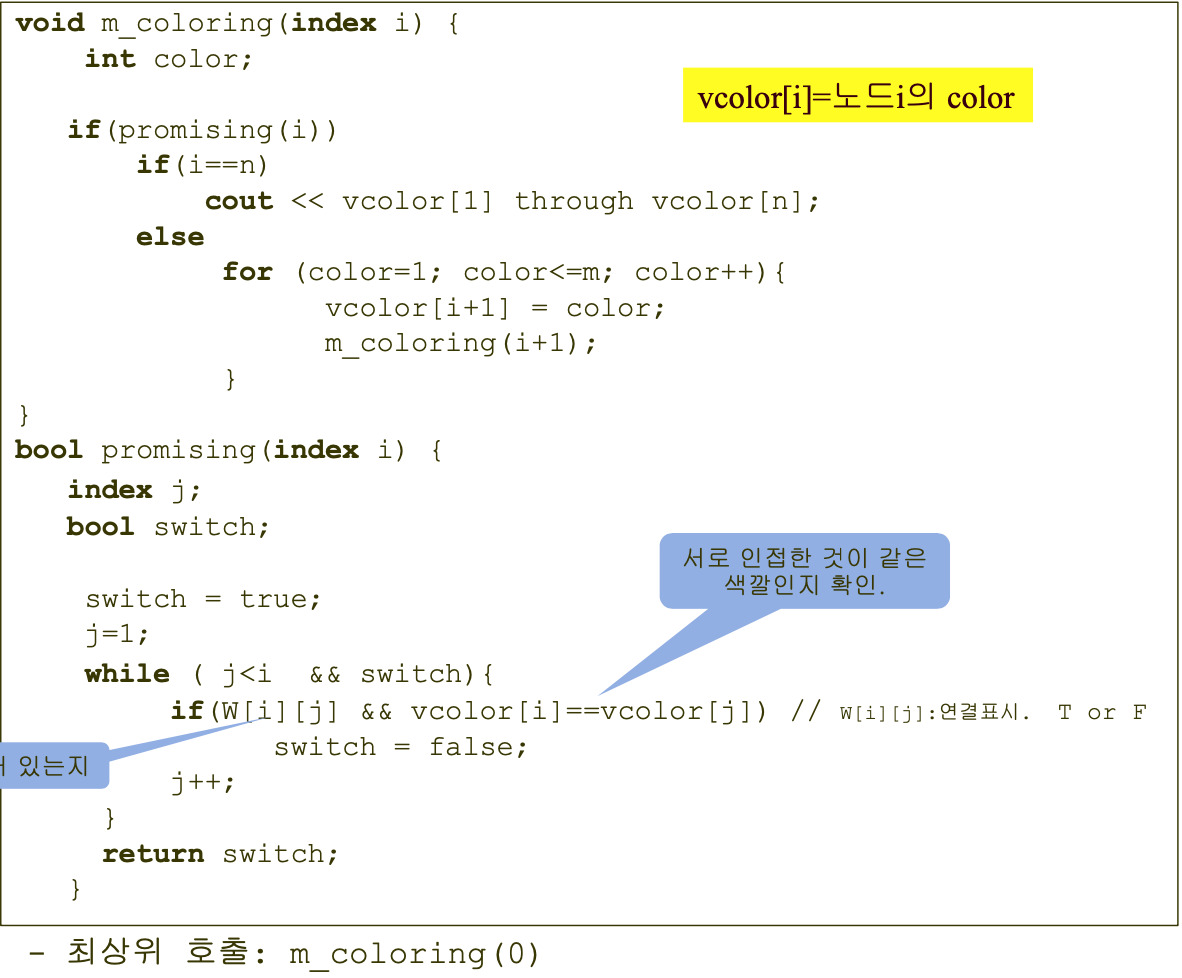 void m_coloring(index i) {
int color;
vcolor[i]=노드i의 color
if(promising(i))
if(i==n)
cout << vcolor[1] through vcolor[n];
else
for (color=1; color<=m; color++){
vcolor[i+1] = color;
m_coloring(i+1);
}
}
bool promising(index i) {
index j;
bool switch;
서로 인접한 것이 같은
색깔인지 확인.
switch = true;
j=1;
while ( j<i && switch){
if(W[i][j] && vcolor[i]==vcolor[j]) // W[i][j]:연결표시. T or F
switch = false;
있는지
j++;
}
return switch;
}
- 최상위 호출: m_coloring(0)